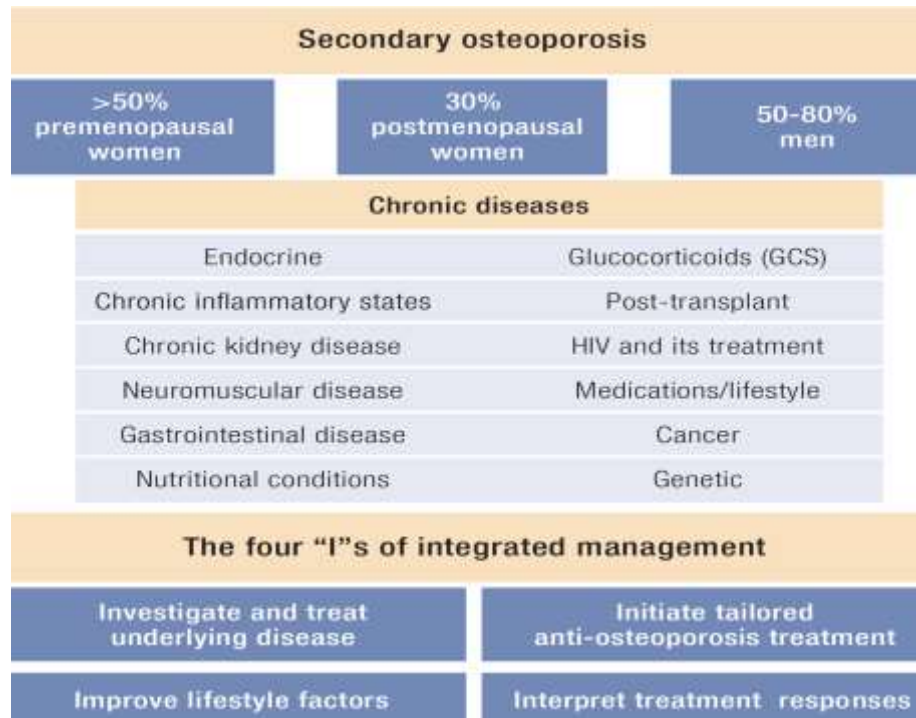 Secondary osteoporosis
>50%
premenopausal
women
30%
postmenopausal
women
50-80%
men
Chronic diseases
Endocrine
Glucocorticoids (GCS)
Chronic inflammatory states
Post-transplant
Chronic kidney disease
HIV and its treatment
Neuromuscular disease
Medications/lifestyle
Gastrointestinal disease
Cancer
Nutritional conditions
Genetic
The four “I”s of integrated management
Investigate and treat
underlying disease
Initiate tailored
anti-osteoporosis treatment
Improve lifestyle factors
Interpret treatment responses